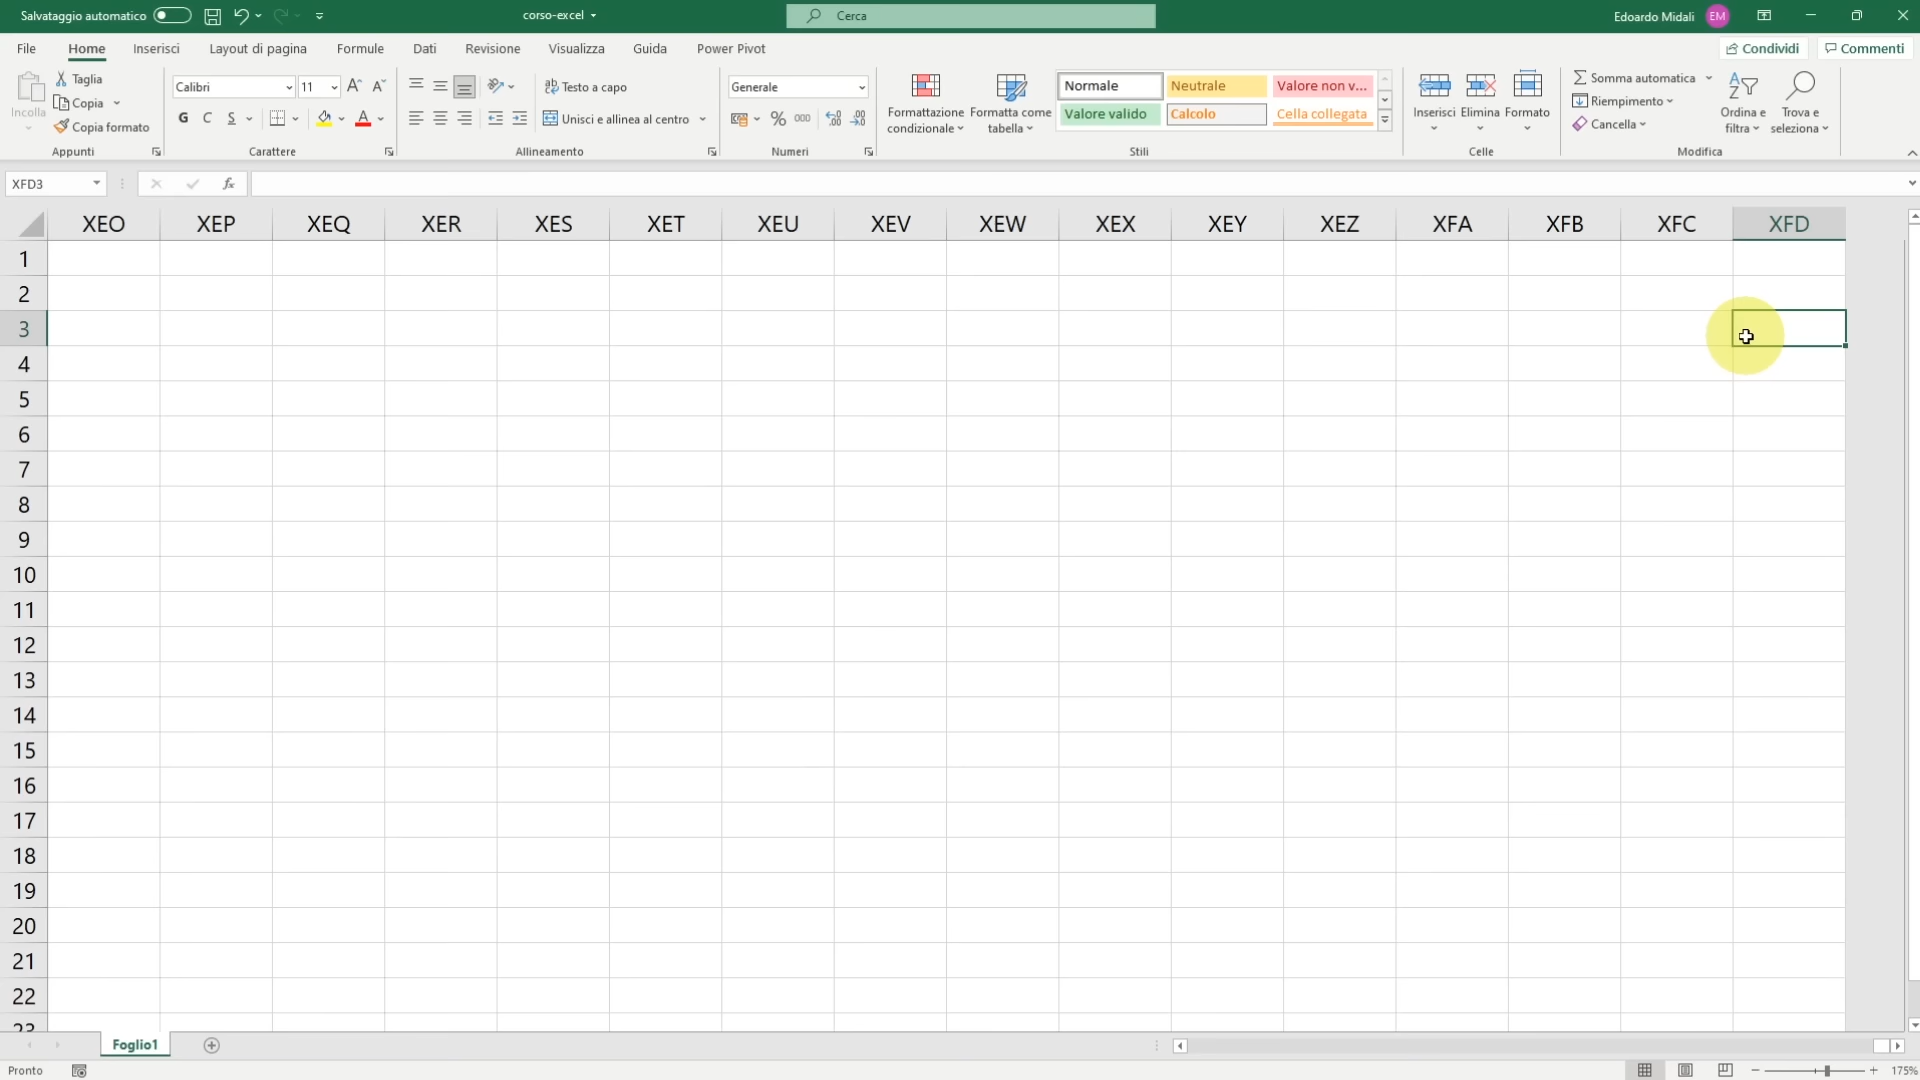 Salvataggio automatico
corso-excel
Cerca
Edoardo Midali EM
File Home Inserisci Layout di pagina Formule Dati Revisione Visualizza Guida Power Pivot
Condividi Commenti
Incolla
Taglia
Copia
Copia formato
Appunti
Calibri 11
G C S
Carattere
Testo a capo
Unisci e allinea al centro
Allineamento
Generale
% 000
Numeri
Formattazione condizionale
Formatta come tabella
Normale Neutrale Valore non v...
Valore valido Calcolo Cella collegata
Stili
Inserisci Elimina Formato
Celle
Somma automatica
Riempimento
Cancella
Ordina e filtra
Trova e seleziona
Modifica
XFD3 fx
XEO XEP XEQ XER XES XET XEU XEV XEW XEX XEY XEZ XFA XFB XFC XFD
1
2
3
4
5
6
7
8
9
10
11
12
13
14
15
16
17
18
19
20
21
22
23
Foglio1
Pronto
175%